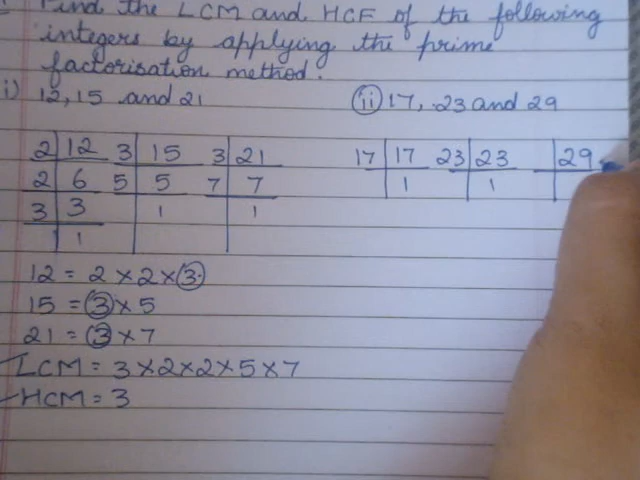 Find the LCM and HCF of the following
integers by applying the prime
factorisation method.
i) 12, 15 and 21 (ii) 17, 23 and 29
2 12 3 15 3 21 17 17 23 23 29
2 6 5 5 7 7 1 1
3 3 1 1
1
12 = 2 × 2 × 3
15 = 3 × 5
21 = 3 × 7
LCM = 3 × 2 × 2 × 5 × 7
HCM = 3